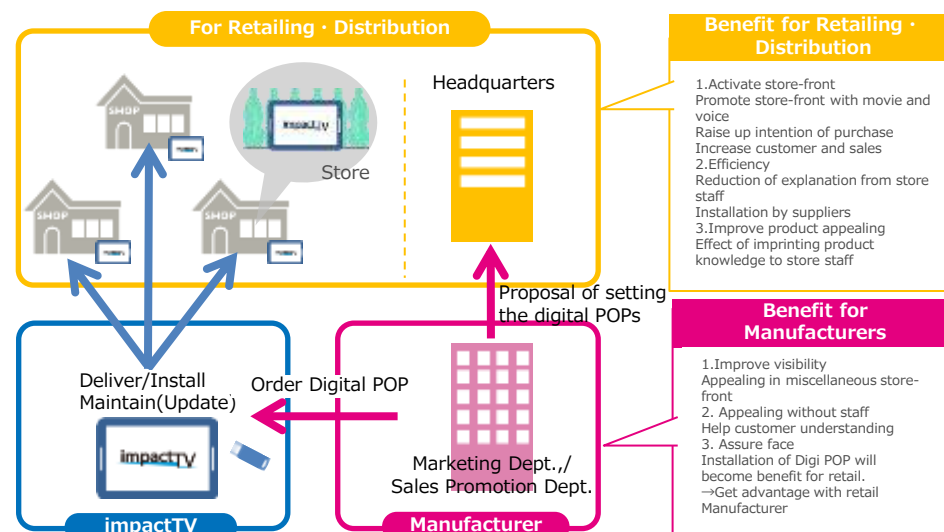 For Retailing・Distribution
SHOP
SHOP
SHOP
impactTV
Store
Headquarters
Proposal of setting
the digital POPs
Deliver/Install
Maintain(Update)
Order Digital POP
impactTV
impactTV
Marketing Dept.,/
Sales Promotion Dept.
Manufacturer
Benefit for Retailing・
Distribution
1.Activate store-front
Promote store-front with movie and
voice
Raise up intention of purchase
Increase customer and sales
2.Efficiency
Reduction of explanation from store
staff
Installation by suppliers
3.Improve product appealing
Effect of imprinting product
knowledge to store staff
Benefit for
Manufacturers
1.Improve visibility
Appealing in miscellaneous store-
front
2. Appealing without staff
Help customer understanding
3. Assure face
Installation of Digi POP will
become benefit for retail.
→Get advantage with retail
Manufacturer